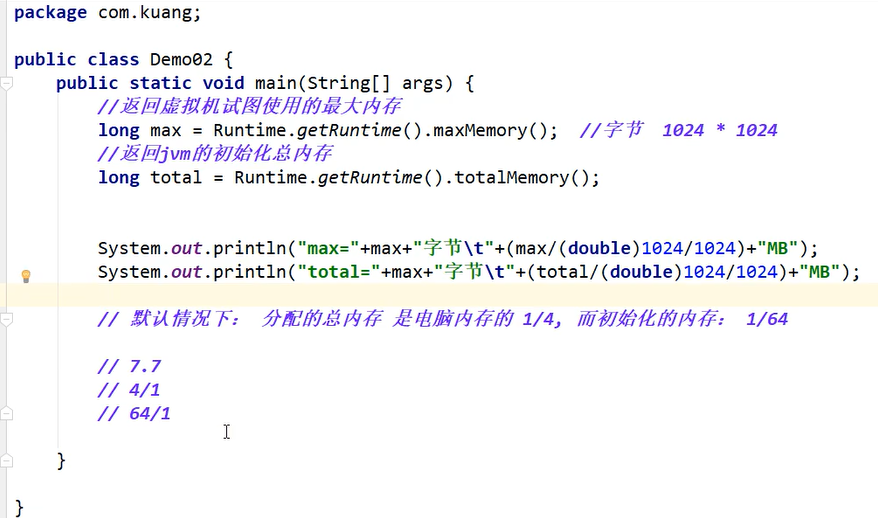 package com.kuang;
public class Demo02 {
public static void main(String[] args) {
//返回虚拟机试图使用的最大内存
long max = Runtime.getRuntime().maxMemory();  //字节  1024 * 1024
//返回jvm的初始化总内存
long total = Runtime.getRuntime().totalMemory();
System.out.println("max="+max+"字节\t"+(max/(double)1024/1024)+"MB");
System.out.println("total="+max+"字节\t"+(total/(double)1024/1024)+"MB");
// 默认情况下： 分配的总内存 是电脑内存的 1/4, 而初始化的内存： 1/64
// 7.7
// 4/1
// 64/1
}
}